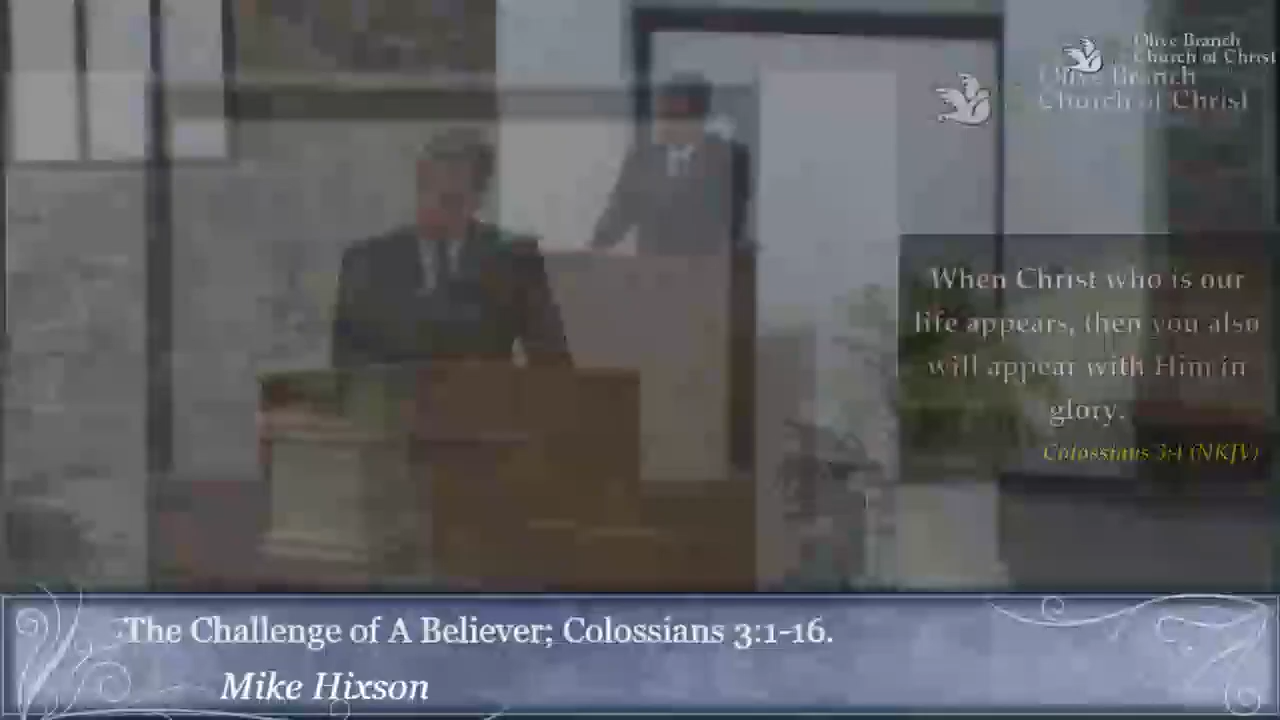 Olive Branch
Church of Christ
Olive Branch
Church of Christ
When Christ who is our
life appears, then you also
will appear with Him in
glory.
Colossians 3:4 (NKJV)
The Challenge of A Believer; Colossians 3:1-16.
Mike Hixson